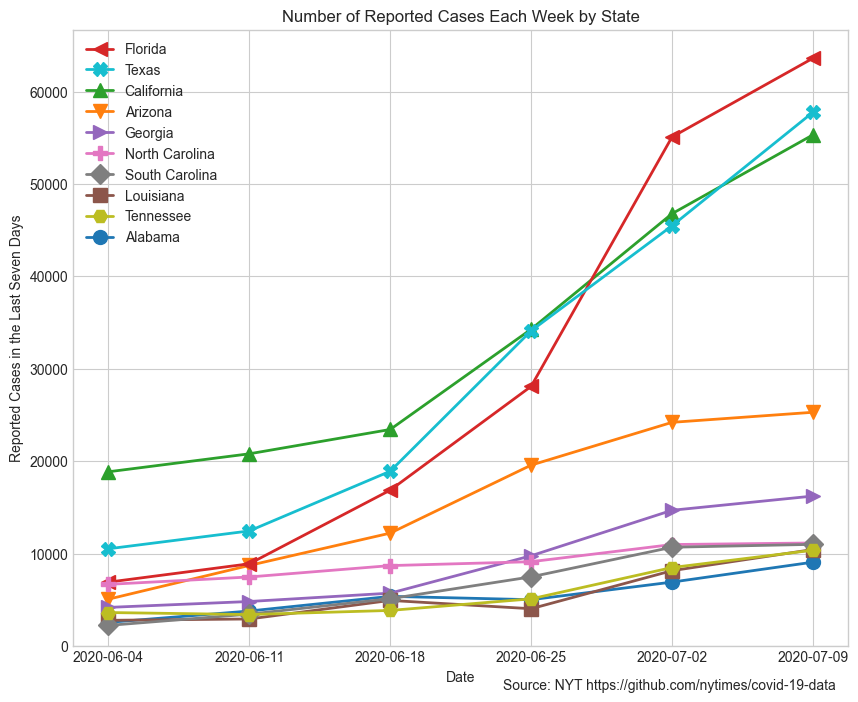 Number of Reported Cases Each Week by State
Florida
Texas
California
Arizona
Georgia
North Carolina
South Carolina
Louisiana
Tennessee
Alabama
Reported Cases in the Last Seven Days
60000
50000
40000
30000
20000
10000
0
2020-06-04 2020-06-11 2020-06-18 2020-06-25 2020-07-02 2020-07-09
Date
Source: NYT https://github.com/nytimes/covid-19-data